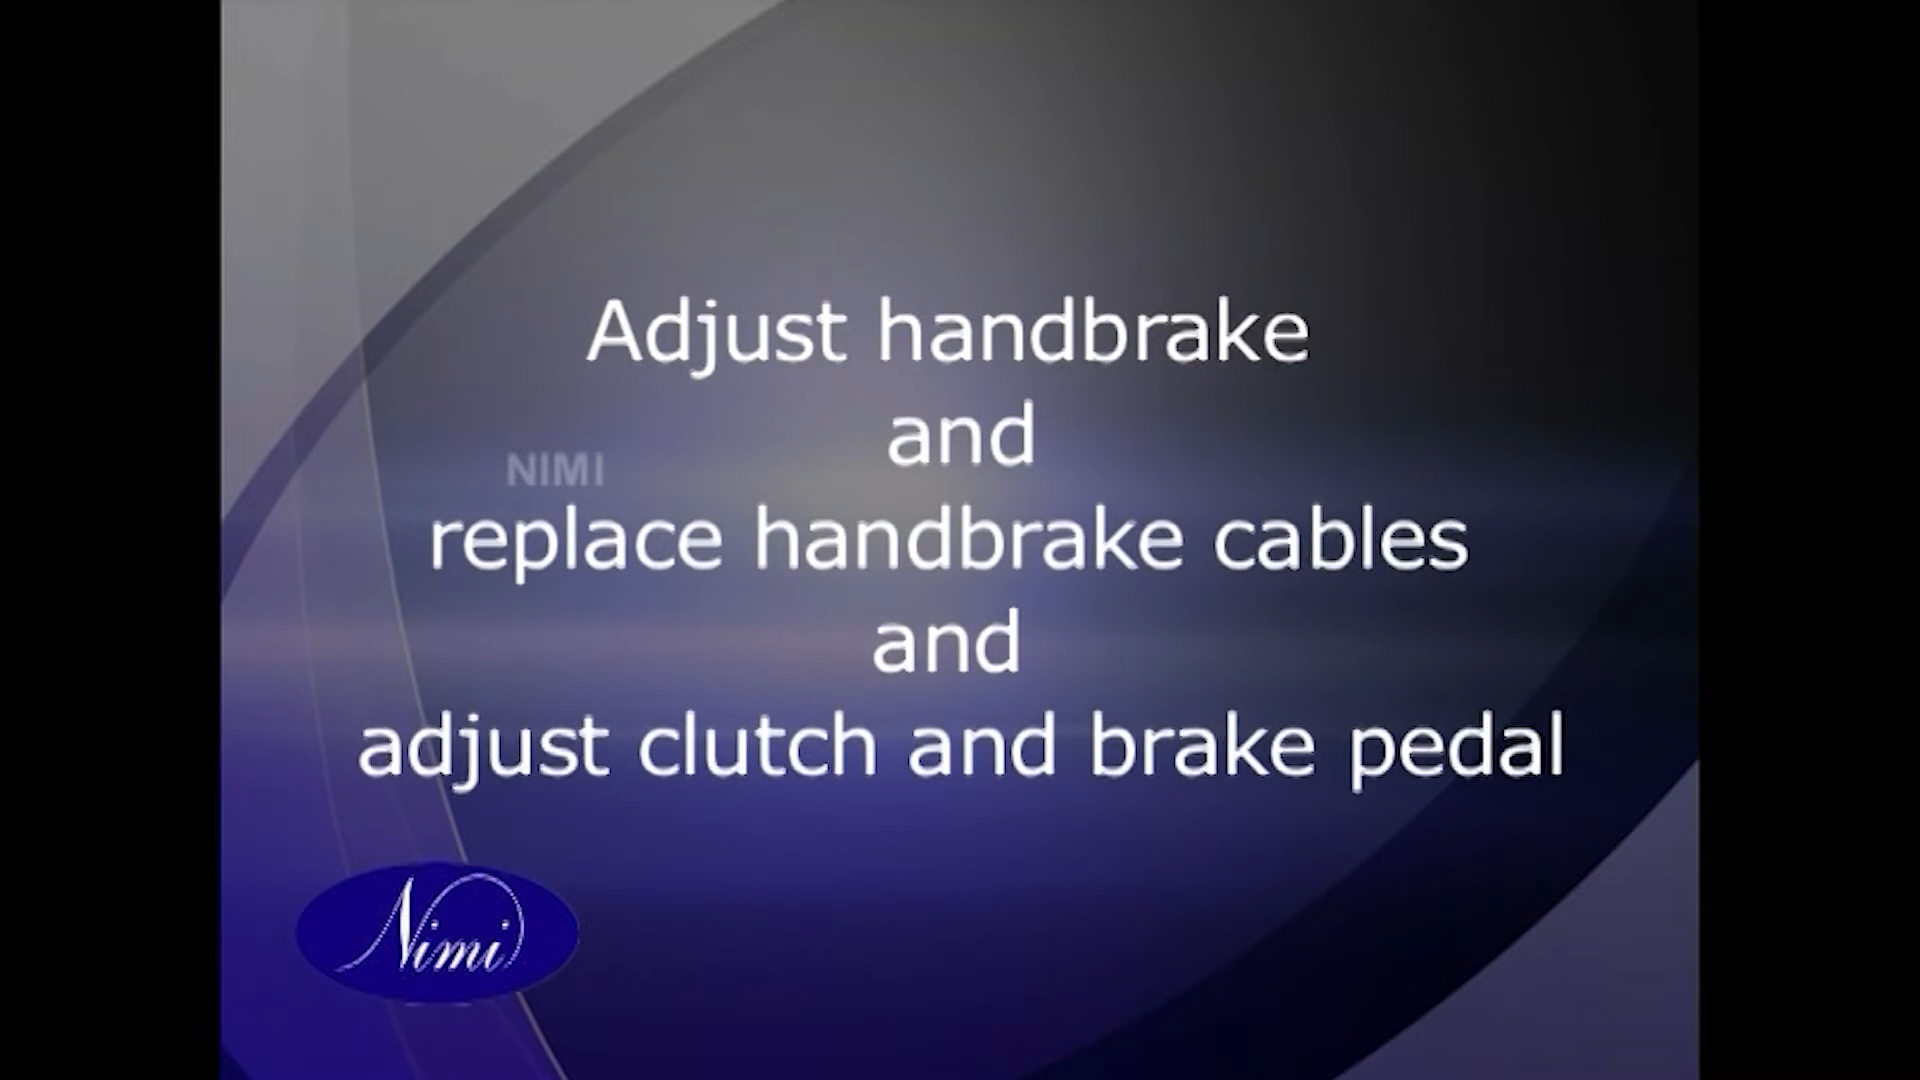 Adjust handbrake
and
NIMI
replace handbrake cables
and
adjust clutch and brake pedal
Nimi